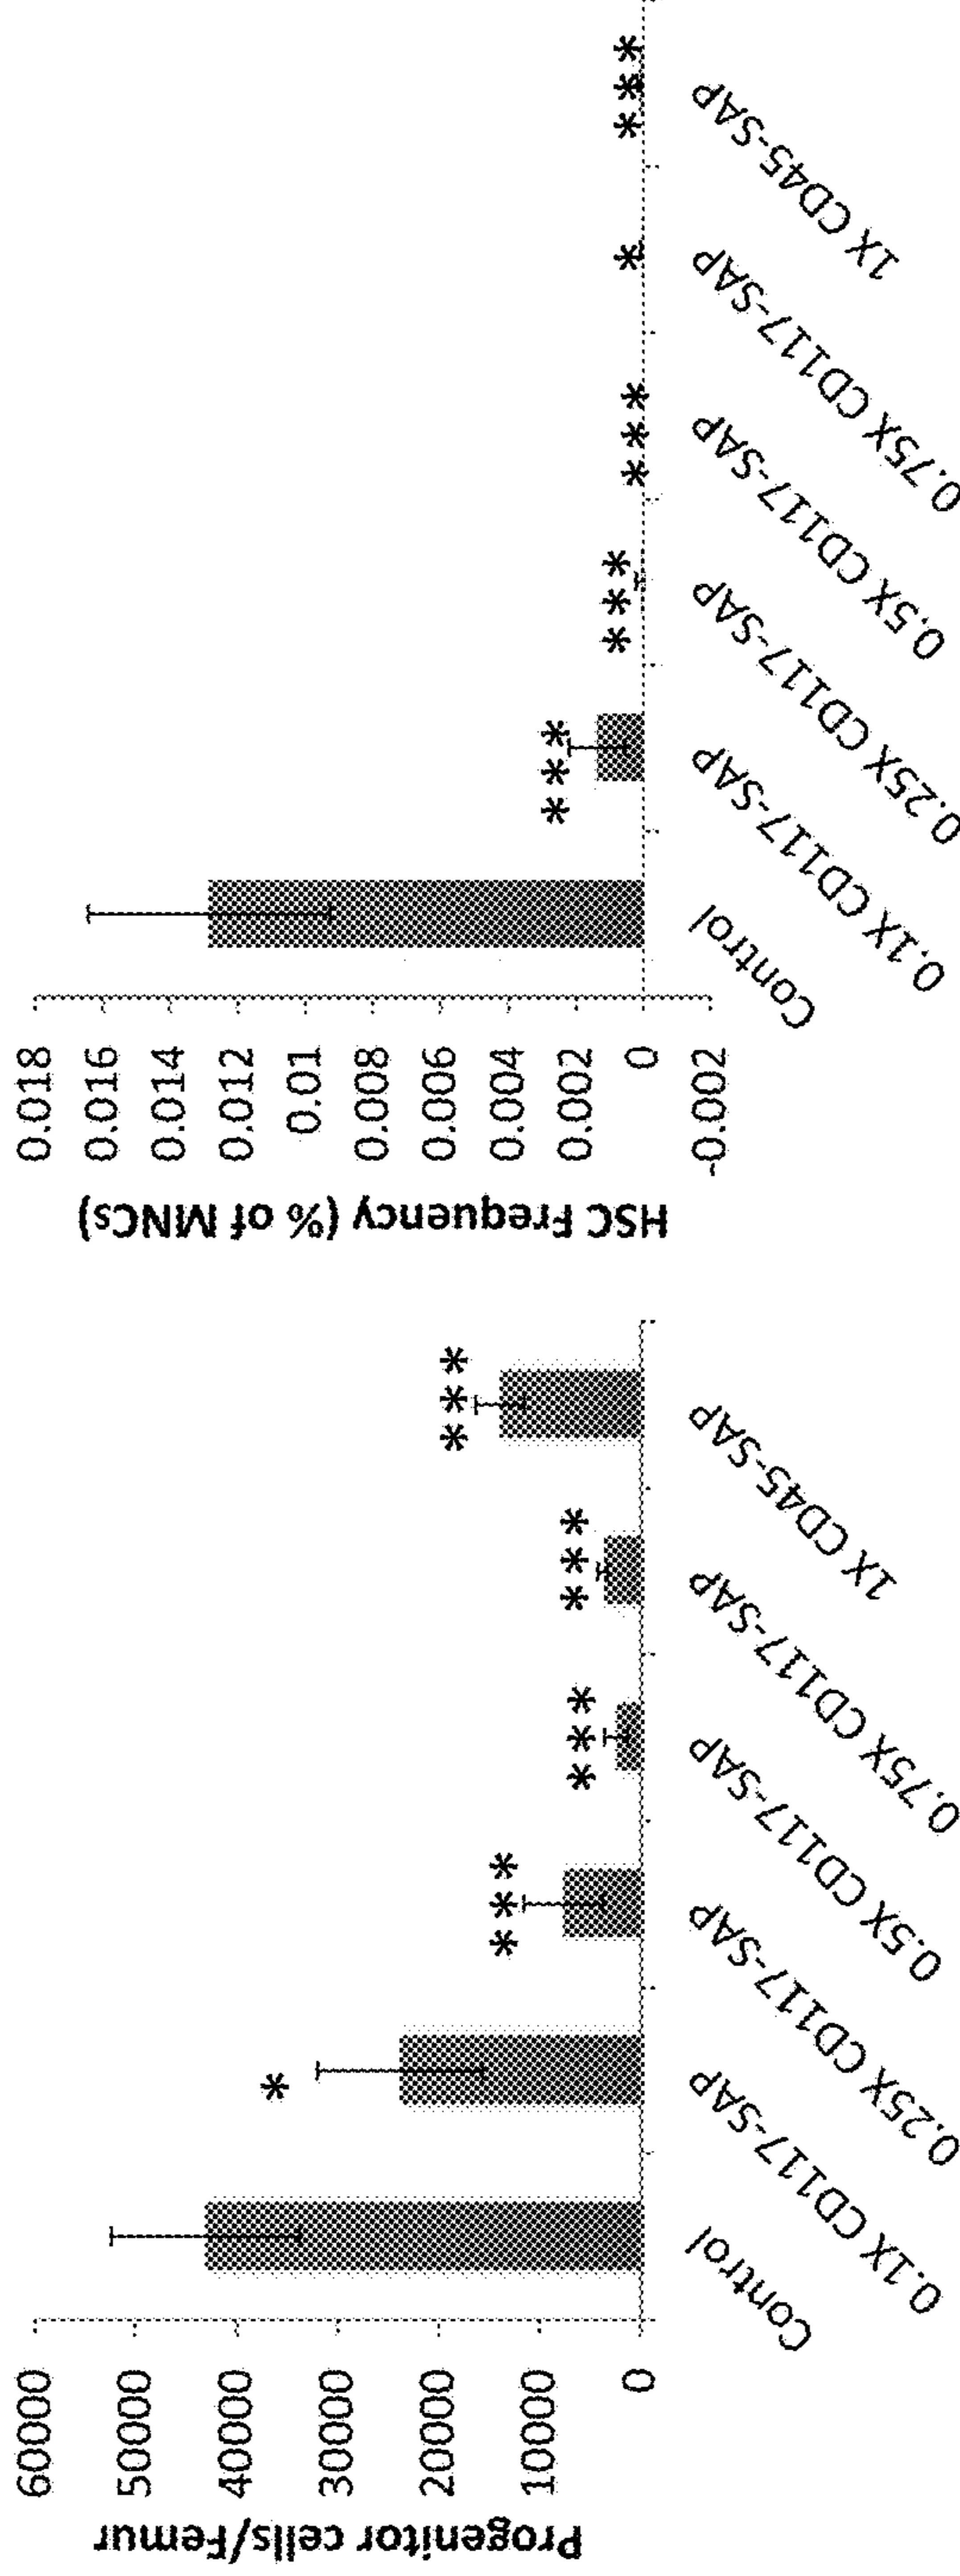 Progenitor cells/Femur
60000
50000
40000
30000
20000
10000
0
*
***
***
***
***
Control
0.1X CD117-SAP
0.25X CD117-SAP
0.5X CD117-SAP
0.75X CD117-SAP
1X CD45-SAP
HSC Frequency (% of MNCs)
0.018
0.016
0.014
0.012
0.01
0.008
0.006
0.004
0.002
0
-0.002
***
***
***
*
***
Control
0.1X CD117-SAP
0.25X CD117-SAP
0.5X CD117-SAP
0.75X CD117-SAP
1X CD45-SAP